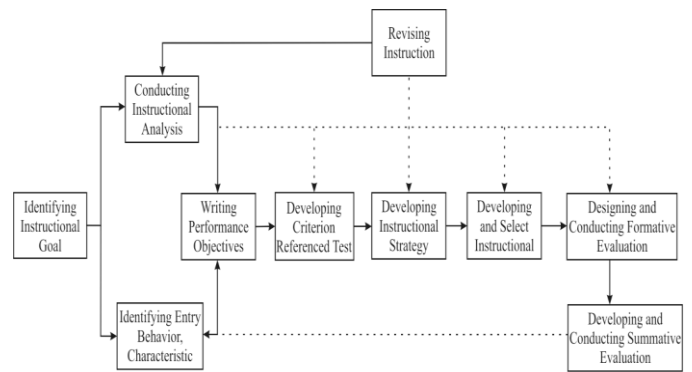 Revising
Instruction
Conducting
Instructional
Analysis
Identifying
Instructional
Goal
Writing
Performance
Objectives
Developing
Criterion
Referenced Test
Developing
Instructional
Strategy
Developing
and Select
Instructional
Designing and
Conducting Formative
Evaluation
Identifying Entry
Behavior,
Characteristic
Developing and
Conducting Summative
Evaluation